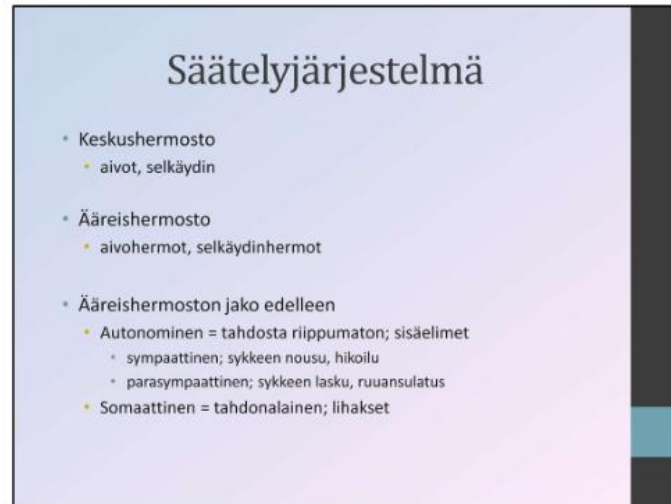 Säätelyjärjestelmä
• Keskushermosto
• aivot, selkäydin
• Ääreishermosto
• aivohermot, selkäydinhermot
• Ääreishermoston jako edelleen
• Autonominen = tahdosta riippumaton; sisäelimet
• sympaattinen; sykkeen nousu, hikoilu
• parasympaattinen; sykkeen lasku, ruuansulatus
• Somaattinen = tahdonalainen; lihakset